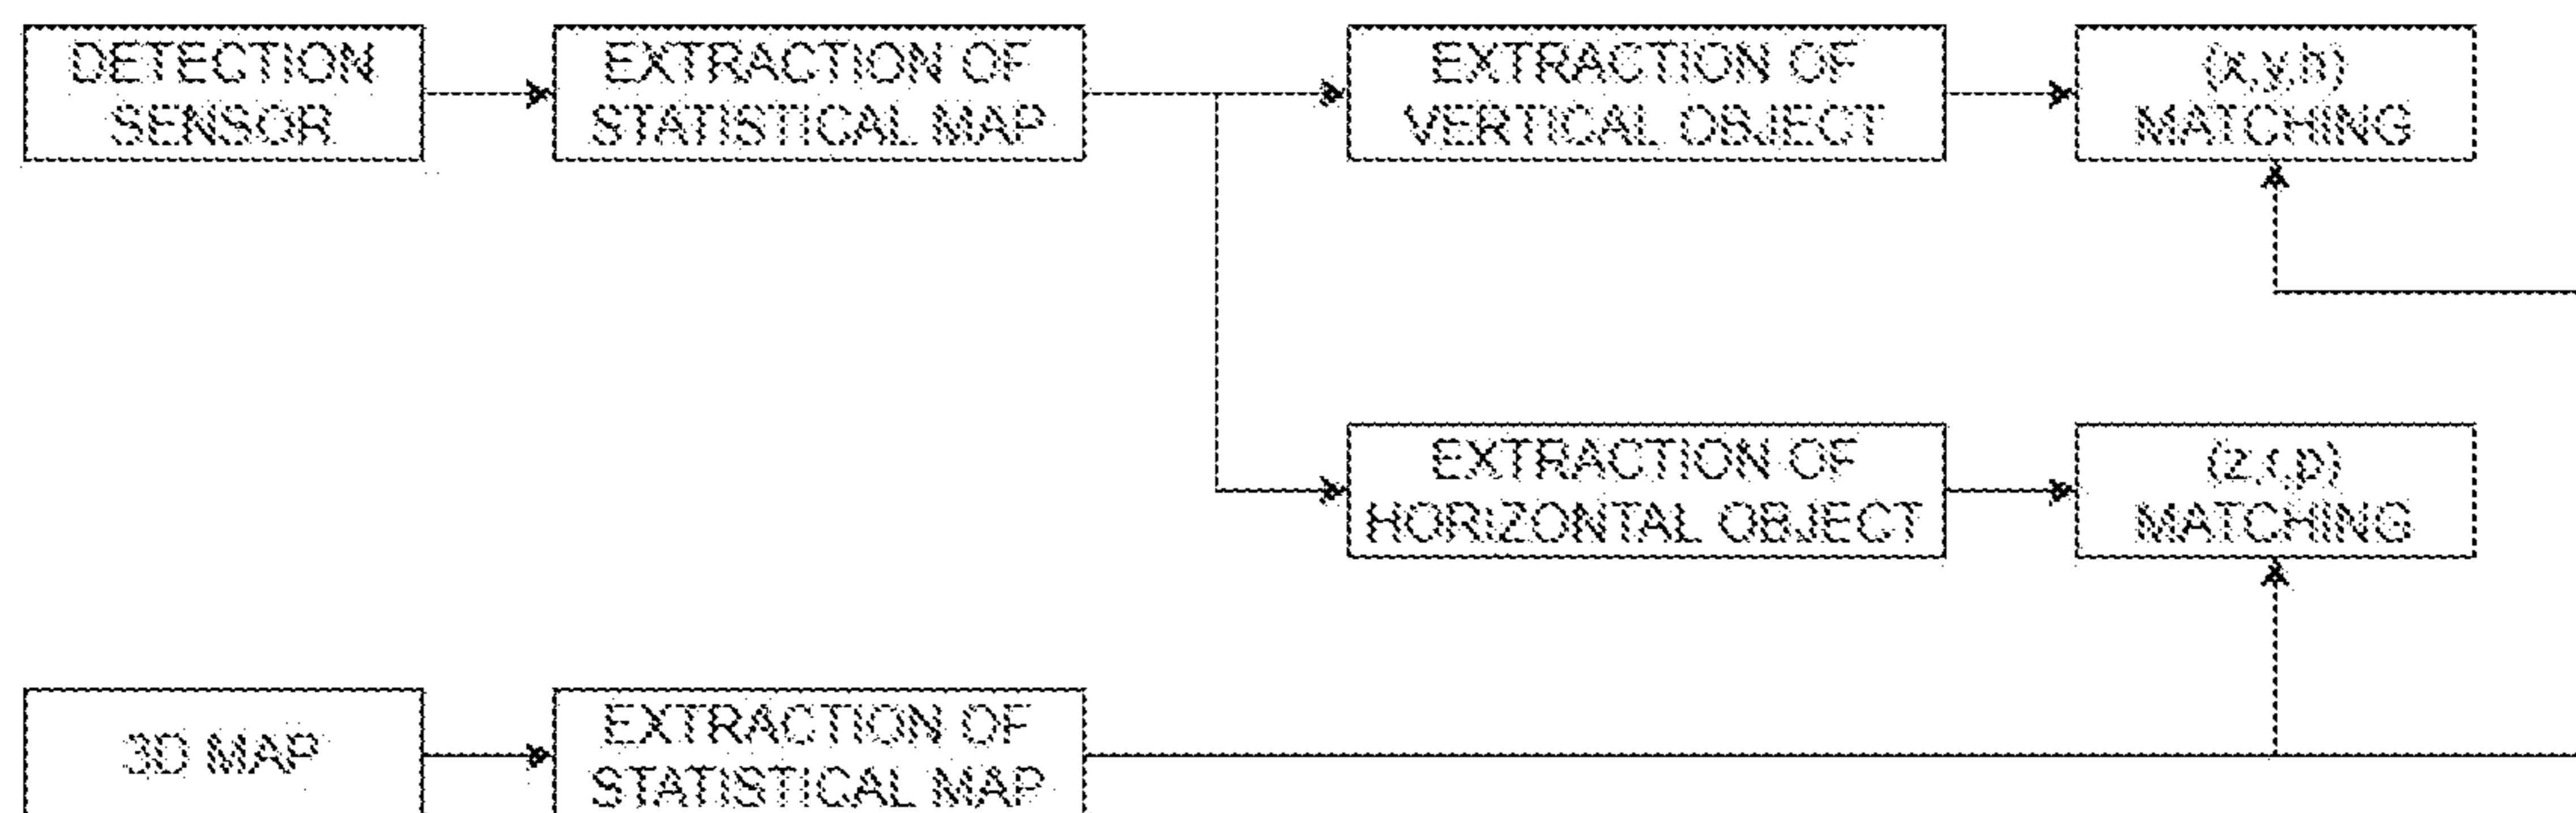 DETECTION
SENSOR
EXTRACTION OF
STATISTICAL MAP
EXTRACTION OF
VERTICAL OBJECT
(x,y,h)
MATCHING
EXTRACTION OF
HORIZONTAL OBJECT
(z,r,p)
MATCHING
3D MAP
EXTRACTION OF
STATISTICAL MAP